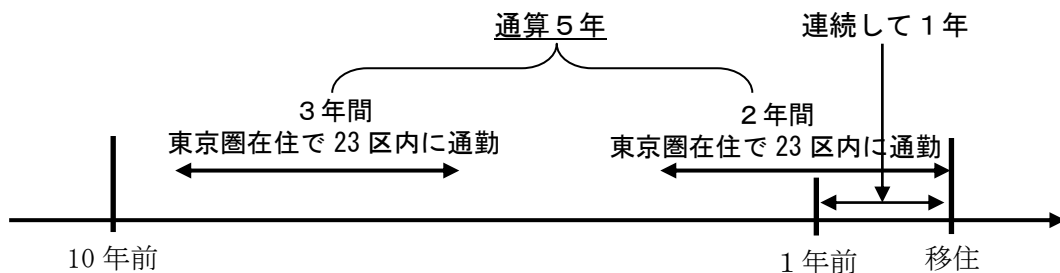 通算５年
連続して１年
３年間
東京圏在住で 23 区内に通勤
２年間
東京圏在住で 23 区内に通勤
10 年前
１年前
移住